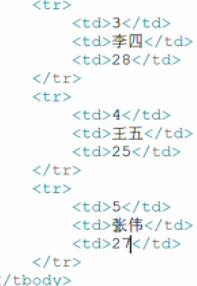 <tr>
<td>3</td>
<td>李四</td>
<td>28</td>
</tr>
<tr>
<td>4</td>
<td>王五</td>
<td>25</td>
</tr>
<tr>
<td>5</td>
<td>张伟</td>
<td>27</td>
</tr>
/tbody>